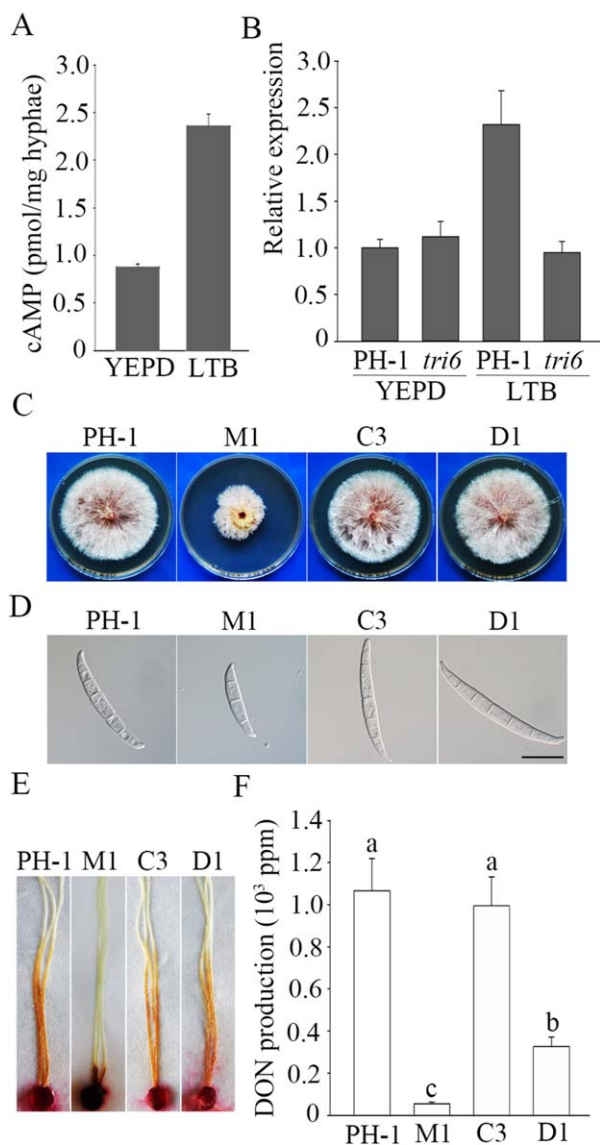 A
cAMP (pmol/mg hyphae)
3.0
2.5
2.0
1.5
1.0
0.5
0
YEPD LTB
B
Relative expression
3.0
2.5
2.0
1.5
1.0
0.5
0.0
PH-1 tri6 PH-1 tri6
YEPD LTB
C
PH-1 M1 C3 D1
D
PH-1 M1 C3 D1
E
PH-1 M1 C3 D1
F
DON production (10³ ppm)
1.4
1.2
1.0
0.8
0.6
0.4
0.2
0
a
c
a
b
PH-1 M1 C3 D1